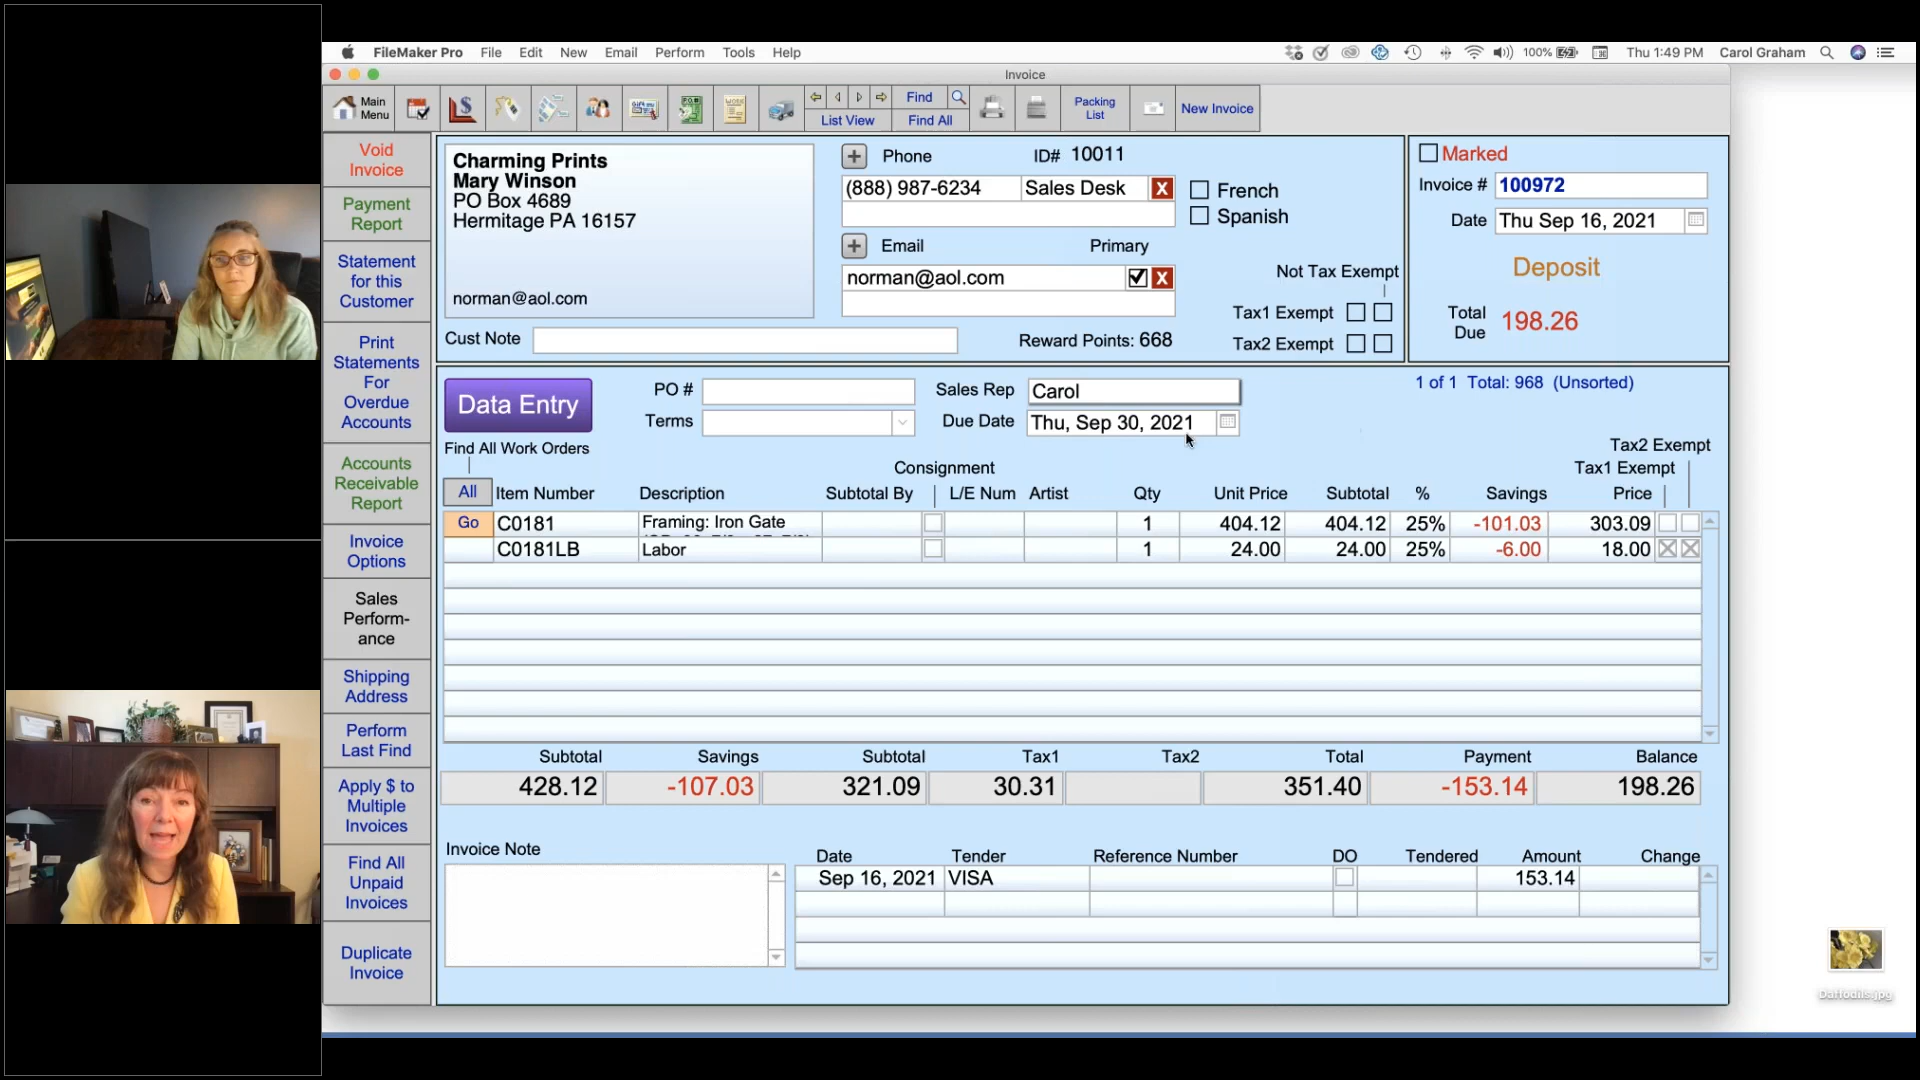 FileMaker Pro File Edit New Email Perform Tools Help
100% Thu 1:49 PM Carol Graham
Invoice
Main
Menu
Find
List View
Find All
Packing
List
New Invoice
Void
Invoice
Payment
Report
Statement
for this
Customer
Print
Statements
For
Overdue
Accounts
Accounts
Receivable
Report
Invoice
Options
Sales
Perform-
ance
Shipping
Address
Perform
Last Find
Apply $ to
Multiple
Invoices
Find All
Unpaid
Invoices
Duplicate
Invoice
Charming Prints
Mary Winson
PO Box 4689
Hermitage PA 16157
norman@aol.com
Cust Note
Phone ID# 10011
(888) 987-6234 Sales Desk X
Email Primary
norman@aol.com X
Reward Points: 668
French
Spanish
Not Tax Exempt
Tax1 Exempt
Tax2 Exempt
Marked
Invoice # 100972
Date Thu Sep 16, 2021
Deposit
Total
Due
198.26
Data Entry
PO #
Terms
Sales Rep Carol
Due Date Thu, Sep 30, 2021
1 of 1 Total: 968 (Unsorted)
Find All Work Orders
Tax2 Exempt
Consignment Tax1 Exempt
All Item Number Description Subtotal By L/E Num Artist Qty Unit Price Subtotal % Savings Price
Go C0181 Framing: Iron Gate 1 404.12 404.12 25% -101.03 303.09
C0181LB Labor 1 24.00 24.00 25% -6.00 18.00
Subtotal Savings Subtotal Tax1 Tax2 Total Payment Balance
428.12 -107.03 321.09 30.31 351.40 -153.14 198.26
Invoice Note
Date Tender Reference Number DO Tendered Amount Change
Sep 16, 2021 VISA 153.14
Daffodils.jpg